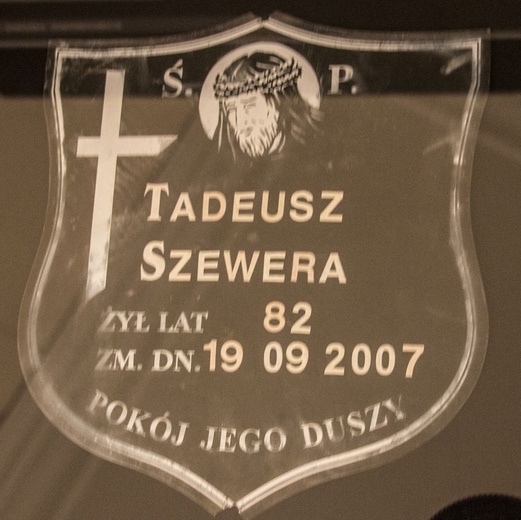 Ś. P.
TADEUSZ
SZEWERA
ŻYŁ LAT 82
ZM. DN. 19 09 2007
POKÓJ JEGO DUSZY